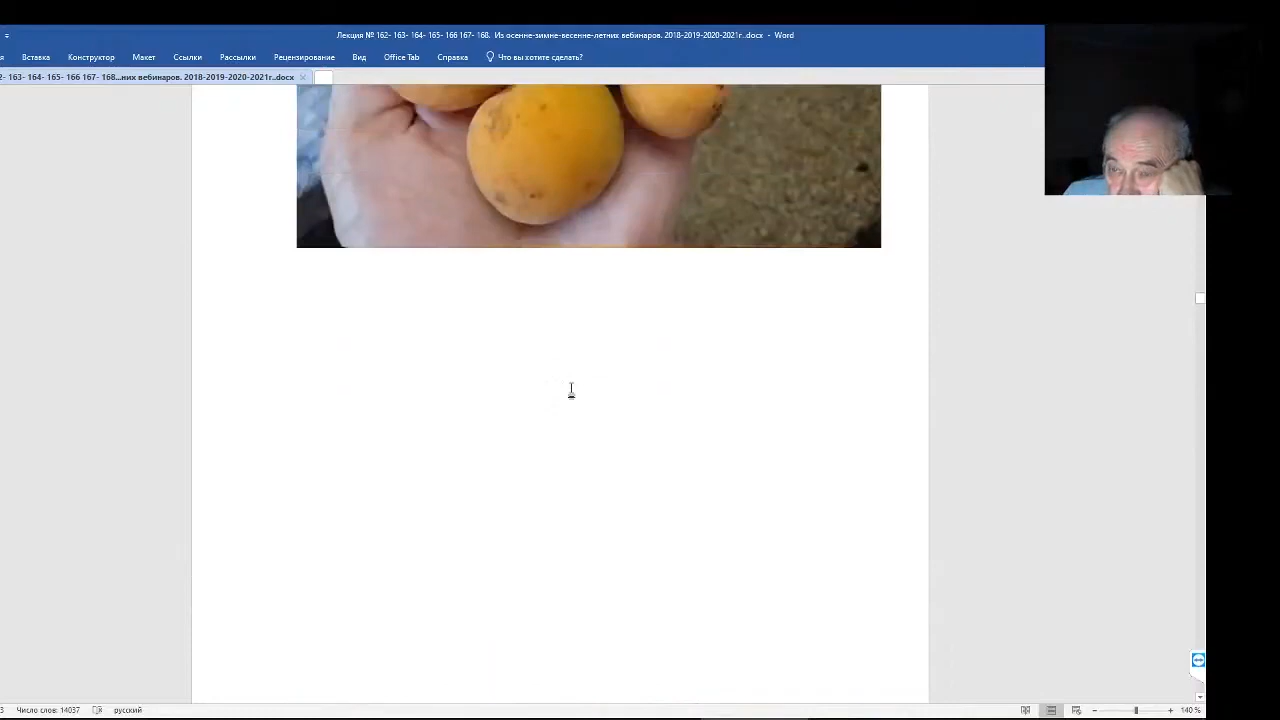 Лекция № 162- 163- 164- 165- 166 167- 168. Из осенне-зимне-весенне-летних вебинаров. 2018-2019-2020-2021г..docx - Word
Вставка Конструктор Макет Ссылки Рассылки Рецензирование Вид Office Tab Справка Что вы хотите сделать?
2- 163- 164- 165- 166 167- 168...них вебинаров. 2018-2019-2020-2021г..docx
3 Число слов: 14037 русский 140 %